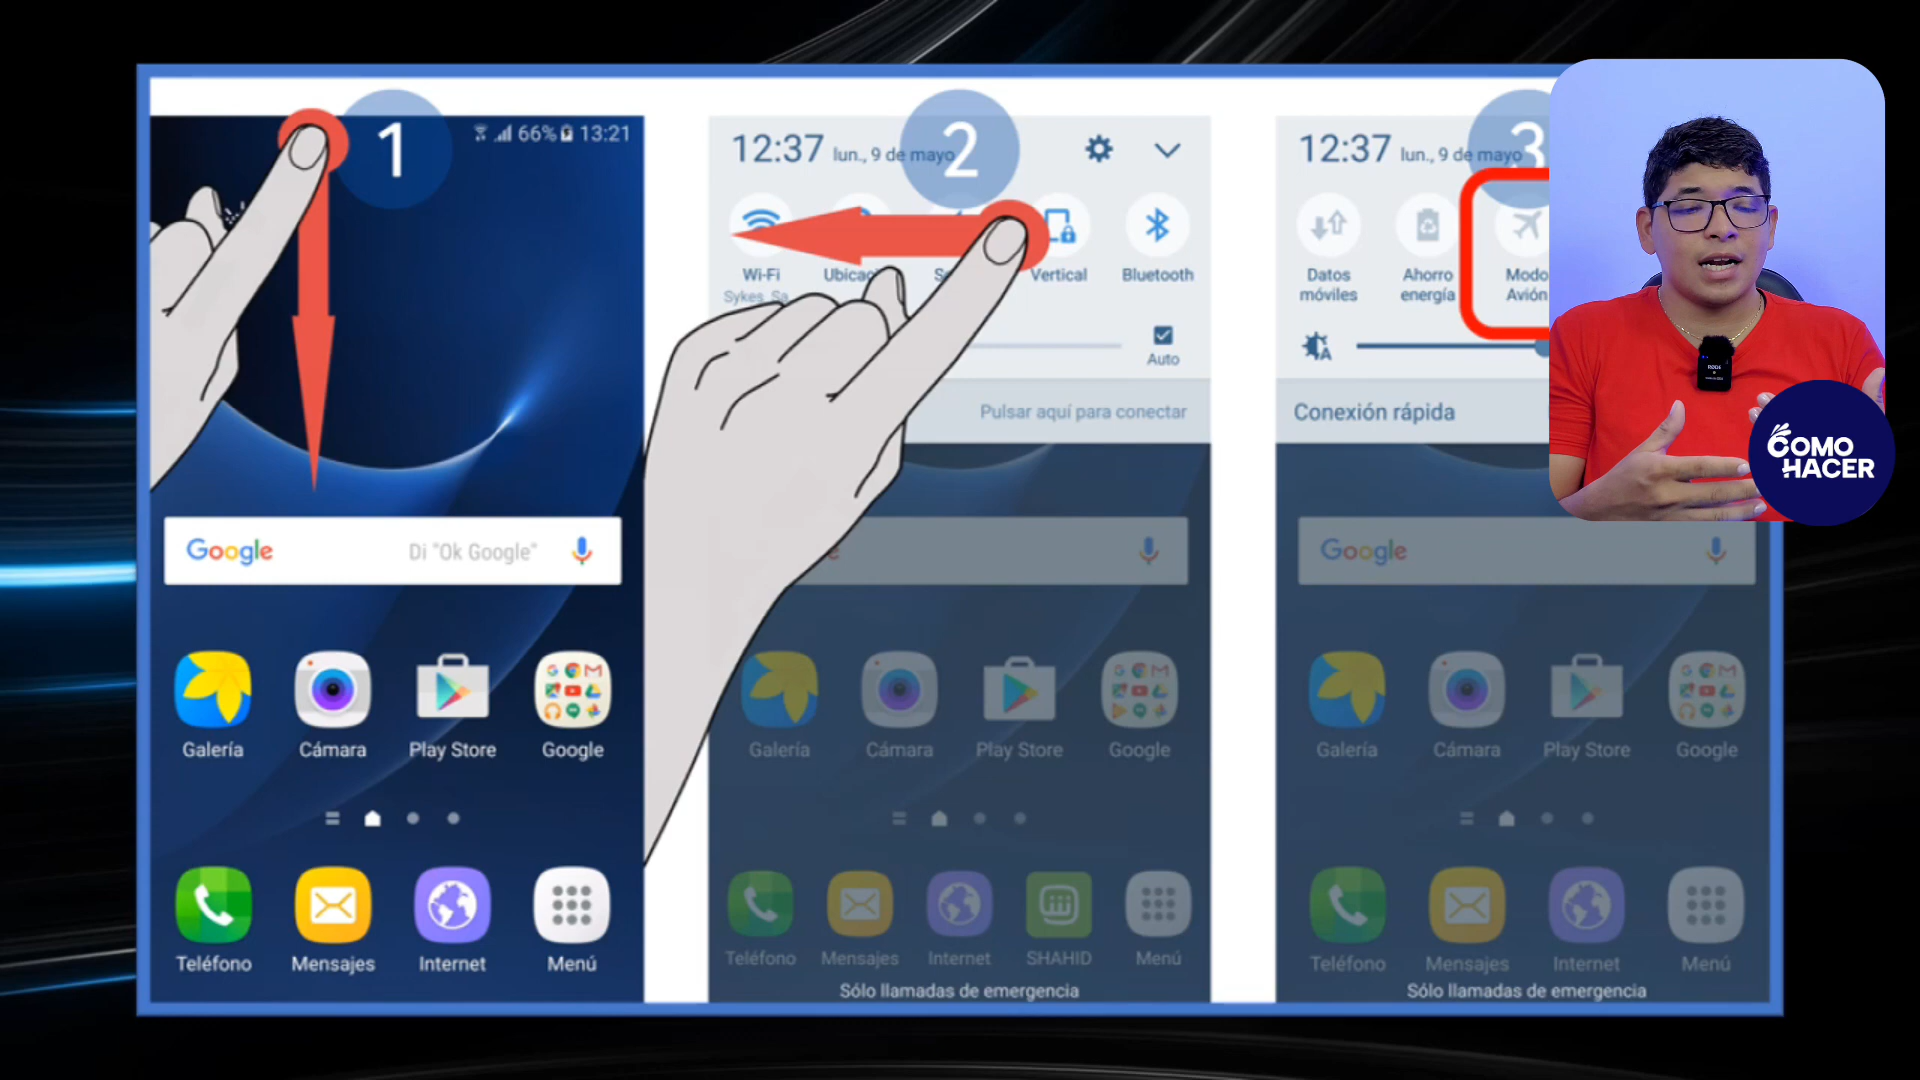 1
66% 13:21
Google
Di "Ok Google"
Galería
Cámara
Play Store
Google
Teléfono
Mensajes
Internet
Menú
2
12:37 lun., 9 de mayo
Wi-Fi
Vertical
Bluetooth
Auto
Pulsar aquí para conectar
Galería
Cámara
Play Store
Google
Teléfono
Mensajes
Internet
SHAHID
Menú
Sólo llamadas de emergencia
3
12:37 lun., 9 de mayo
Datos
móviles
Ahorro
energía
Modo
Avión
Conexión rápida
Google
Galería
Cámara
Play Store
Google
Teléfono
Mensajes
Internet
Menú
Sólo llamadas de emergencia
COMO
HACER